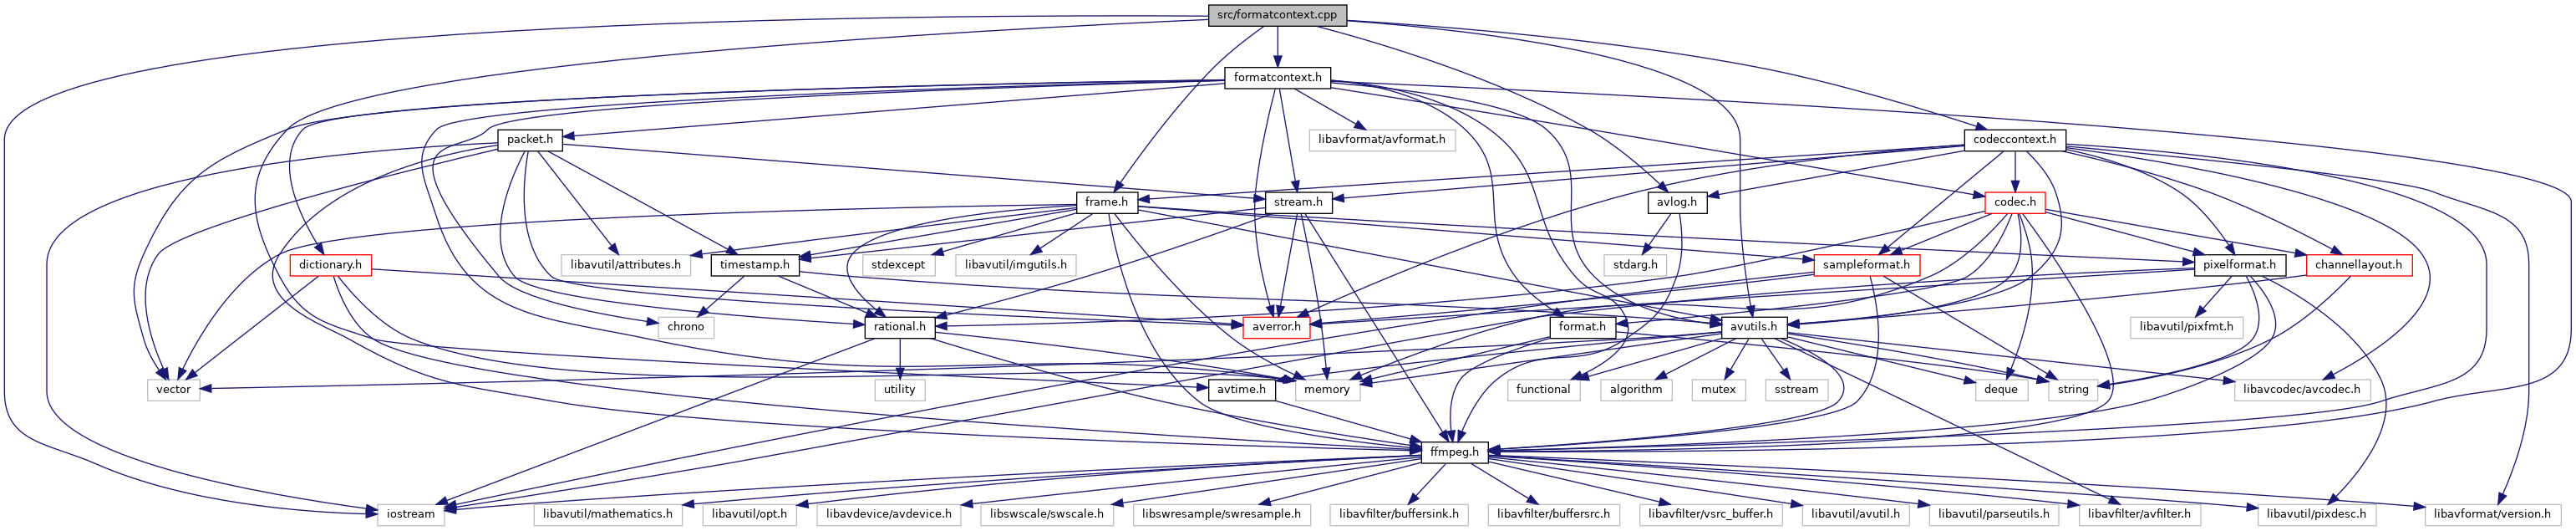 src/formatcontext.cpp
formatcontext.h
packet.h
libavformat/avformat.h
codeccontext.h
frame.h
stream.h
avlog.h
codec.h
dictionary.h
libavutil/attributes.h
timestamp.h
stdexcept
libavutil/imgutils.h
stdarg.h
sampleformat.h
pixelformat.h
channellayout.h
chrono
rational.h
averror.h
format.h
avutils.h
libavutil/pixfmt.h
vector
utility
avtime.h
memory
functional
algorithm
mutex
sstream
deque
string
libavcodec/avcodec.h
ffmpeg.h
iostream
libavutil/mathematics.h
libavutil/opt.h
libavdevice/avdevice.h
libswscale/swscale.h
libswresample/swresample.h
libavfilter/buffersink.h
libavfilter/buffersrc.h
libavfilter/vsrc_buffer.h
libavutil/avutil.h
libavutil/parseutils.h
libavfilter/avfilter.h
libavutil/pixdesc.h
libavformat/version.h